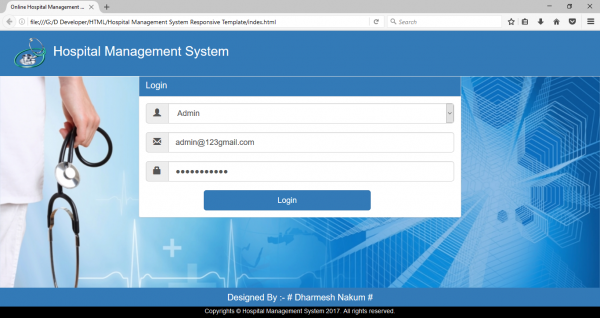 Online Hospital Management ...
file:///G:/D Developer/HTML/Hospital Management System Responsive Template/index.html
Search
Hospital Management System
Login
Admin
admin@123gmail.com
Login
Designed By :- # Dharmesh Nakum #
Copyrights © Hospital Management System 2017. All rights reserved.